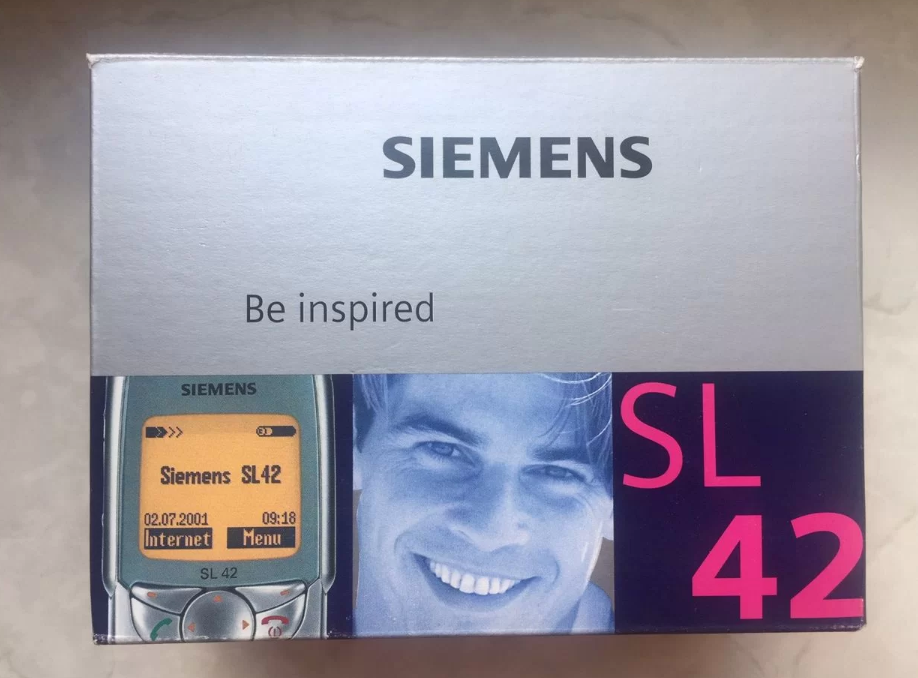 SIEMENS
Be inspired
SIEMENS
Siemens SL42
02.07.2001 09:18
Internet Menu
SL 42
SL
42